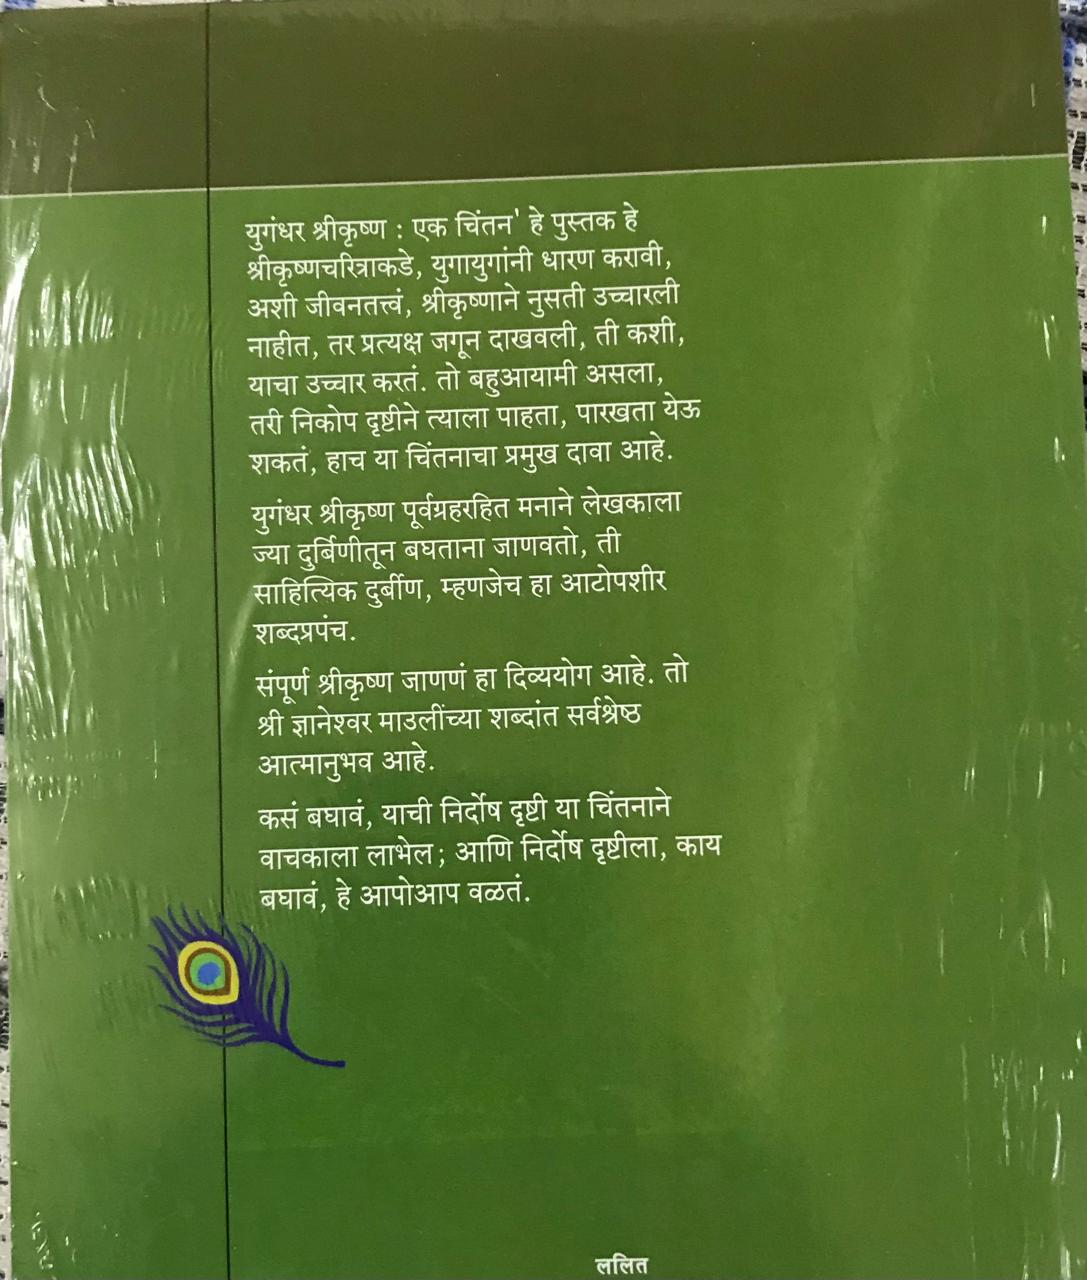 युगंधर श्रीकृष्ण : एक चिंतन' हे पुस्तक हे
श्रीकृष्णचरित्राकडे, युगायुगांनी धारण करावी,
अशी जीवनतत्त्वं, श्रीकृष्णाने नुसती उच्चारली
नाहीत, तर प्रत्यक्ष जगून दाखवली, ती कशी,
याचा उच्चार करतं. तो बहुआयामी असला,
तरी निकोप दृष्टीने त्याला पाहता, पारखता येऊ
शकतं, हाच या चिंतनाचा प्रमुख दावा आहे.
युगंधर श्रीकृष्ण पूर्वग्रहरहित मनाने लेखकाला
ज्या दुर्बिणीतून बघताना जाणवतो, ती
साहित्यिक दुर्बीण, म्हणजेच हा आटोपशीर
शब्दप्रपंच.
संपूर्ण श्रीकृष्ण जाणणं हा दिव्ययोग आहे. तो
श्री ज्ञानेश्वर माउलींच्या शब्दांत सर्वश्रेष्ठ
आत्मानुभव आहे.
कसं बघावं, याची निर्दोष दृष्टी या चिंतनाने
वाचकाला लाभेल; आणि निर्दोष दृष्टीला, काय
बघावं, हे आपोआप वळतं.
ललित